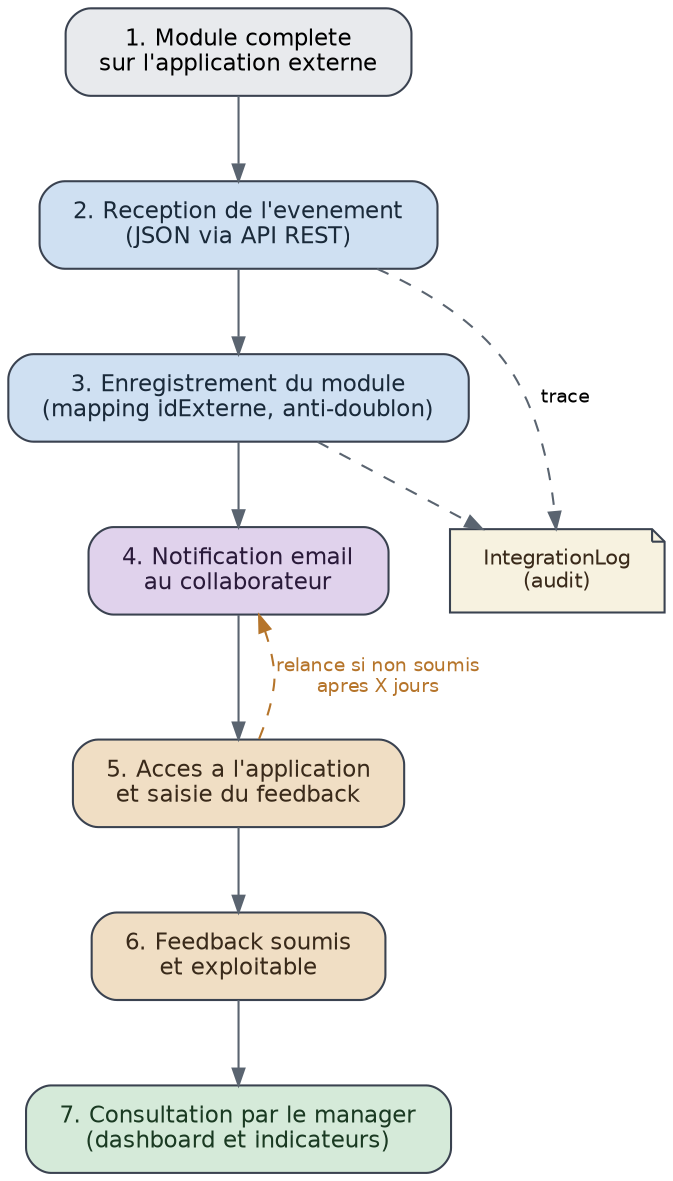 1. Module complete
sur l'application externe
2. Reception de l'evenement
(JSON via API REST)
3. Enregistrement du module
(mapping idExterne, anti-doublon)
trace
4. Notification email
au collaborateur
IntegrationLog
(audit)
relance si non soumis
apres X jours
5. Acces a l'application
et saisie du feedback
6. Feedback soumis
et exploitable
7. Consultation par le manager
(dashboard et indicateurs)